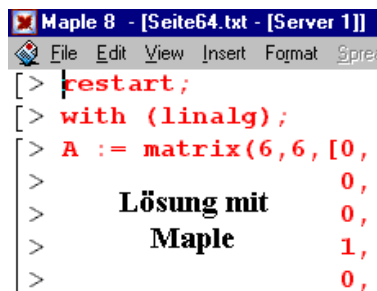 Maple 8 - [Seite64.txt - [Server 1]]
File Edit View Insert Format Spre
[> restart;
[> with (linalg);
> A := matrix(6,6,[0,
> 0,
> 0,
> 1,
> 0,
Lösung mit
Maple